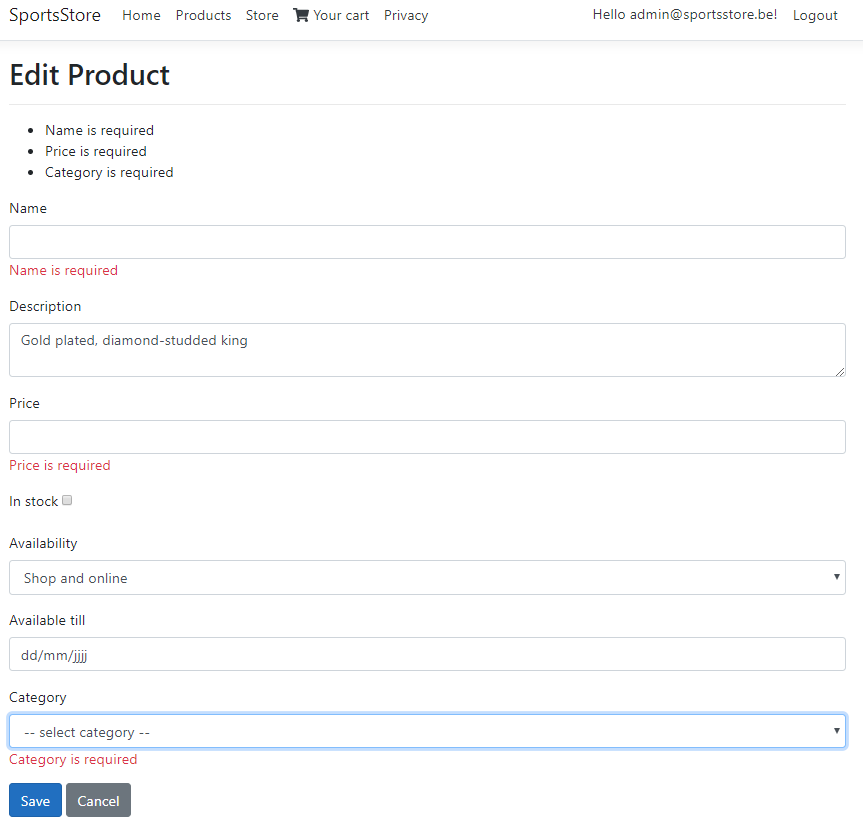 SportsStore Home Products Store Your cart Privacy Hello admin@sportsstore.be! Logout
Edit Product
Name is required
Price is required
Category is required
Name
Name is required
Description
Gold plated, diamond-studded king
Price
Price is required
In stock
Availability
Shop and online
Available till
dd/mm/jjjj
Category
-- select category --
Category is required
Save Cancel